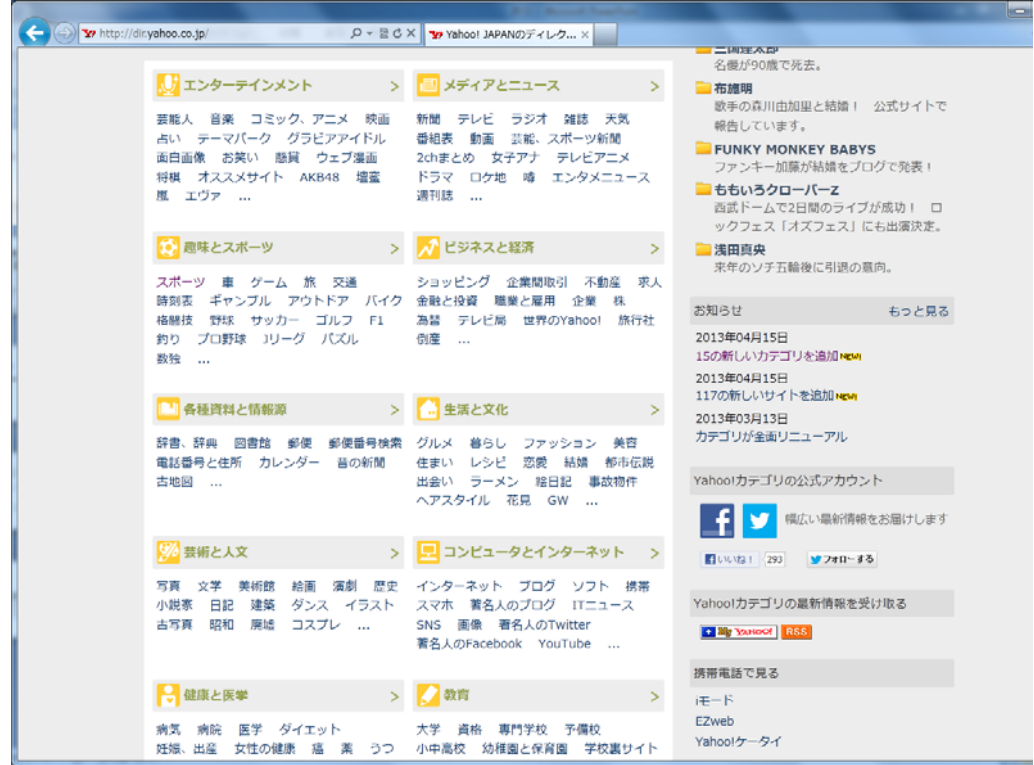 http://dir.yahoo.co.jp/
Yahoo! JAPANのディレク...
エンターテインメント >
芸能人 音楽 コミック、アニメ 映画
占い テーマパーク グラビアアイドル
面白画像 お笑い 懸賞 ウェブ漫画
将棋 オススメサイト AKB48 壇蜜
嵐 エヴァ ...
メディアとニュース >
新聞 テレビ ラジオ 雑誌 天気
番組表 動画 芸能、スポーツ新聞
2chまとめ 女子アナ テレビアニメ
ドラマ ロケ地 噂 エンタメニュース
週刊誌 ...
趣味とスポーツ >
スポーツ 車 ゲーム 旅 交通
時刻表 ギャンブル アウトドア バイク
格闘技 野球 サッカー ゴルフ F1
釣り プロ野球 Jリーグ パズル
数独 ...
ビジネスと経済 >
ショッピング 企業間取引 不動産 求人
金融と投資 職業と雇用 企業 株
為替 テレビ局 世界のYahoo! 旅行社
倒産 ...
各種資料と情報源 >
辞書、辞典 図書館 郵便 郵便番号検索
電話番号と住所 カレンダー 昔の新聞
古地図 ...
生活と文化 >
グルメ 暮らし ファッション 美容
住まい レシピ 恋愛 結婚 都市伝説
出会い ラーメン 絵日記 事故物件
ヘアスタイル 花見 GW ...
芸術と人文 >
写真 文学 美術館 絵画 演劇 歴史
小説家 日記 建築 ダンス イラスト
古写真 昭和 廃墟 コスプレ ...
コンピュータとインターネット >
インターネット ブログ ソフト 携帯
スマホ 著名人のブログ ITニュース
SNS 画像 著名人のTwitter
著名人のFacebook YouTube ...
健康と医学 >
病気 病院 医学 ダイエット
妊娠、出産 女性の健康 癌 薬 うつ
教育 >
大学 資格 専門学校 予備校
小中高校 幼稚園と保育園 学校裏サイト
三國連太郎
名優が90歳で死去。
布施明
歌手の森川由加里と結婚！ 公式サイトで
報告しています。
FUNKY MONKEY BABYS
ファンキー加藤が結婚をブログで発表！
ももいろクローバーZ
西武ドームで2日間のライブが成功！ ロ
ックフェス「オズフェス」にも出演決定。
浅田真央
来年のソチ五輪後に引退の意向。
お知らせ もっと見る
2013年04月15日
15の新しいカテゴリを追加 NEW!
2013年04月15日
117の新しいサイトを追加 NEW!
2013年03月13日
カテゴリが全面リニューアル
Yahoo!カテゴリの公式アカウント
幅広い最新情報をお届けします
いいね！ 293 フォローする
Yahoo!カテゴリの最新情報を受け取る
My Yahoo! RSS
携帯電話で見る
iモード
EZweb
Yahoo!ケータイ